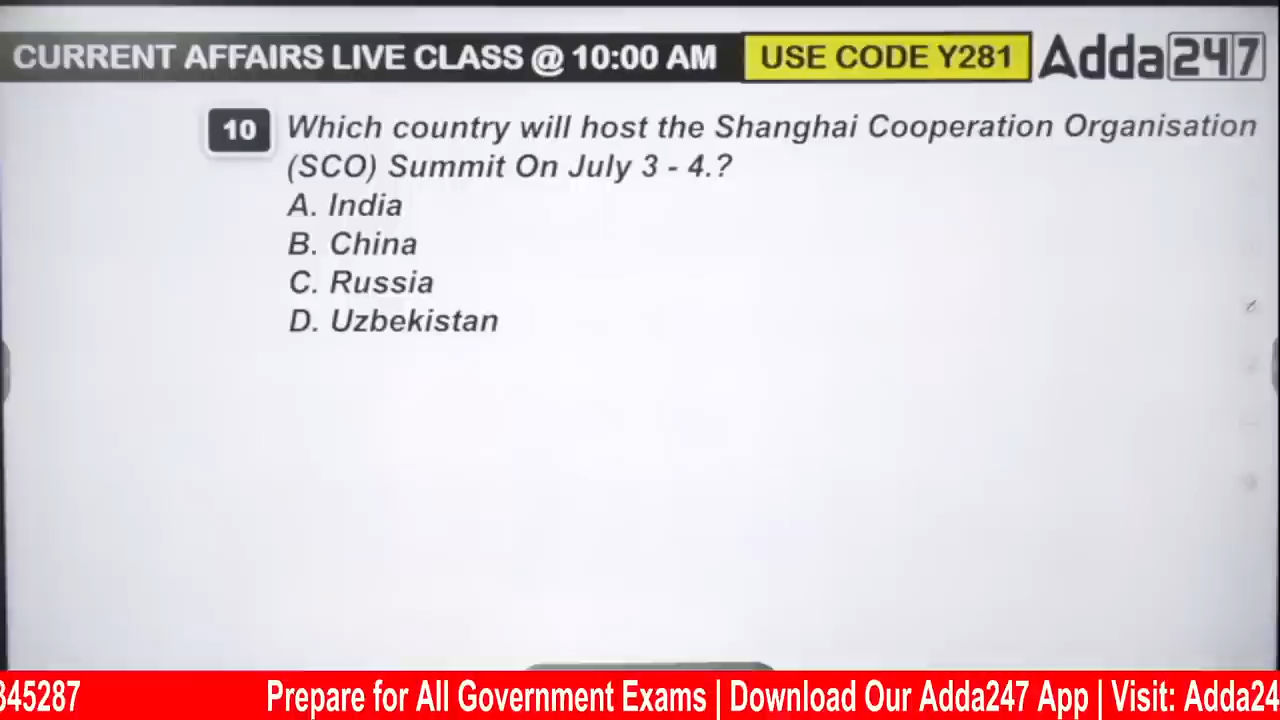 CURRENT AFFAIRS LIVE CLASS @ 10:00 AM USE CODE Y281 Adda247
10 Which country will host the Shanghai Cooperation Organisation
(SCO) Summit On July 3 - 4.?
A. India
B. China
C. Russia
D. Uzbekistan
345287 Prepare for All Government Exams | Download Our Adda247 App | Visit: Adda24